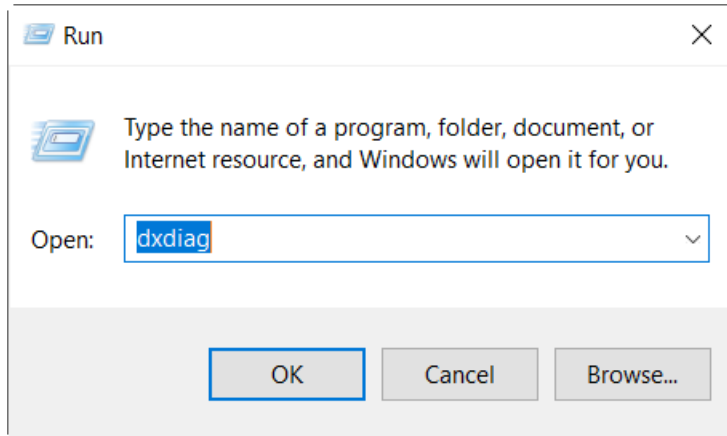 Run
Type the name of a program, folder, document, or
Internet resource, and Windows will open it for you.
Open: dxdiag
OK Cancel Browse...